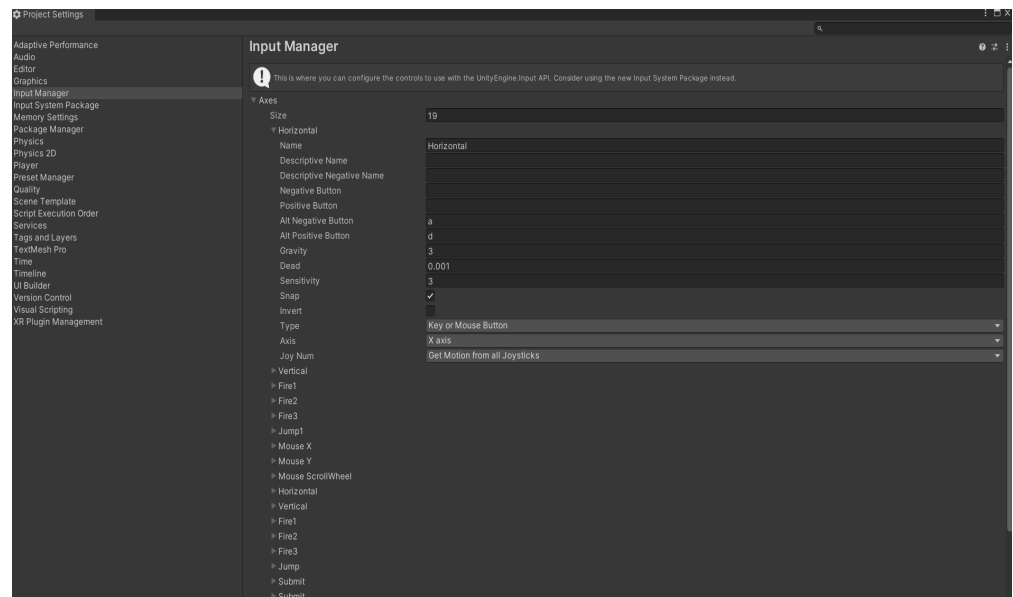 Project Settings
Adaptive Performance
Audio
Editor
Graphics
Input Manager
Input System Package
Memory Settings
Package Manager
Physics
Physics 2D
Player
Preset Manager
Quality
Scene Template
Script Execution Order
Services
Tags and Layers
TextMesh Pro
Time
Timeline
UI Builder
Version Control
Visual Scripting
XR Plugin Management
Input Manager
This is where you can configure the controls to use with the UnityEngine.Input API. Consider using the new Input System Package instead.
Axes
Size 19
Horizontal
Name Horizontal
Descriptive Name
Descriptive Negative Name
Negative Button
Positive Button
Alt Negative Button a
Alt Positive Button d
Gravity 3
Dead 0.001
Sensitivity 3
Snap
Invert
Type Key or Mouse Button
Axis X axis
Joy Num Get Motion from all Joysticks
Vertical
Fire1
Fire2
Fire3
Jump1
Mouse X
Mouse Y
Mouse ScrollWheel
Horizontal
Vertical
Fire1
Fire2
Fire3
Jump
Submit
Submit